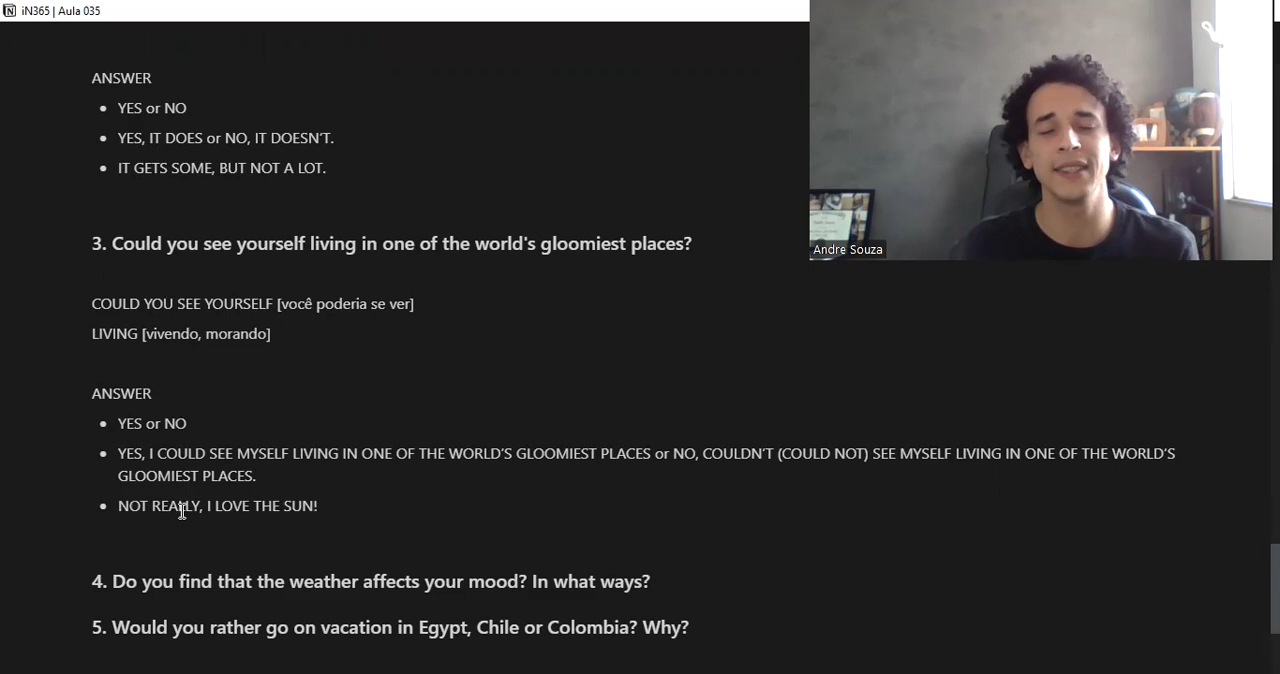 iN365 | Aula 035
ANSWER
YES or NO
YES, IT DOES or NO, IT DOESN'T.
IT GETS SOME, BUT NOT A LOT.
Andre Souza
3. Could you see yourself living in one of the world's gloomiest places?
COULD YOU SEE YOURSELF [você poderia se ver]
LIVING [vivendo, morando]
ANSWER
YES or NO
YES, I COULD SEE MYSELF LIVING IN ONE OF THE WORLD'S GLOOMIEST PLACES or NO, COULDN'T (COULD NOT) SEE MYSELF LIVING IN ONE OF THE WORLD'S
GLOOMIEST PLACES.
NOT REALLY, I LOVE THE SUN!
4. Do you find that the weather affects your mood? In what ways?
5. Would you rather go on vacation in Egypt, Chile or Colombia? Why?